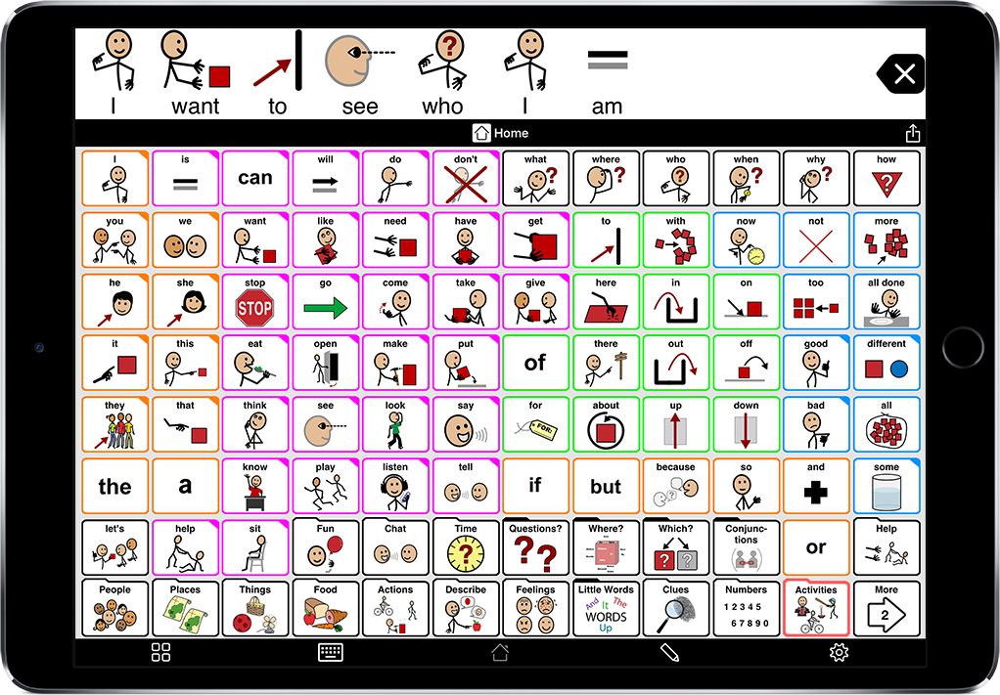 I want to see who I am
Home
I is can will do don't what where who when why how
you we want like need have get to with now not more
he she stop go come take give here in on too all done
STOP
it this eat open make put of there out off good different
they that think see look say for about up down bad all
FOR:
the a know play listen tell if but because so and some
let's help sit Fun Chat Time Questions? Where? Which? Conjunc-
tions or Help
People Places Things Food Actions Describe Feelings Little Words Clues Numbers Activities More
And It The
WORDS
Up
1 2 3 4 5
6 7 8 9 0
2